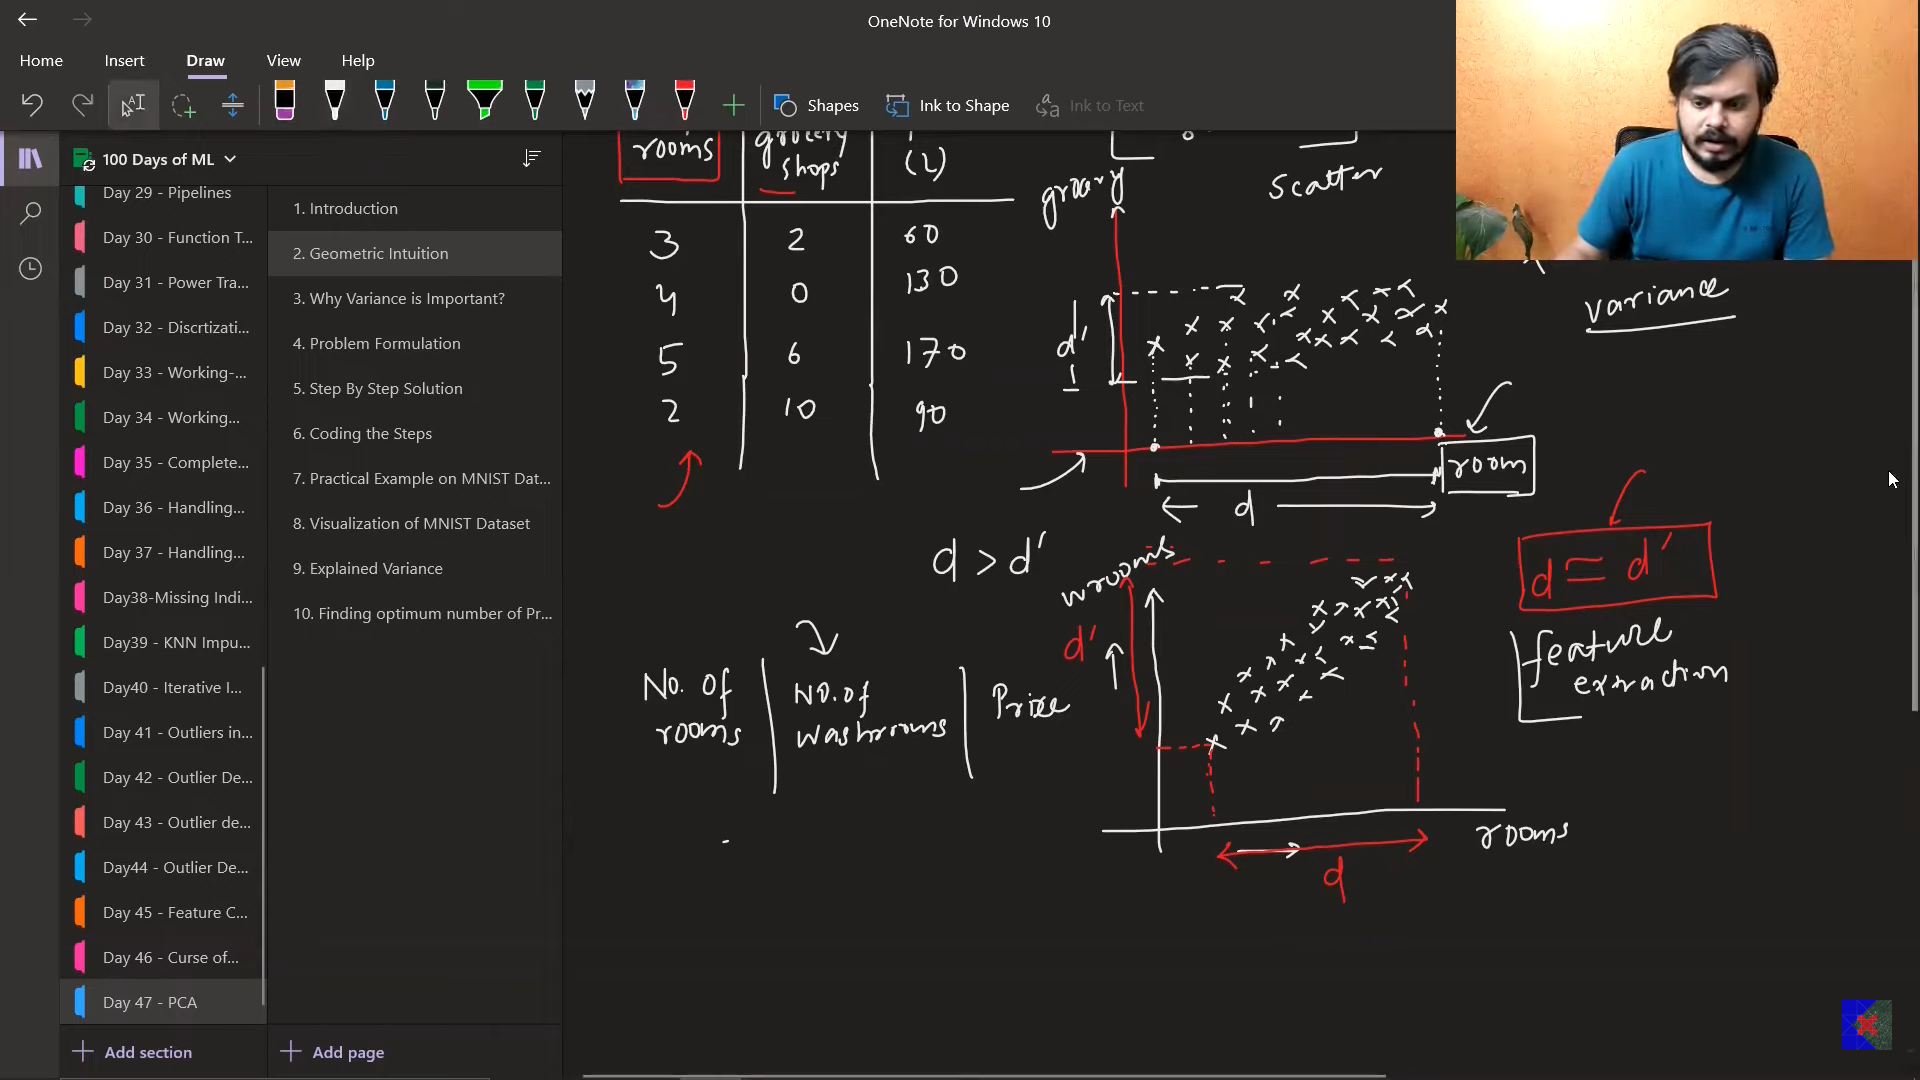 OneNote for Windows 10
Home Insert Draw View Help
Shapes Ink to Shape Ink to Text
100 Days of ML
Day 29 - Pipelines
Day 30 - Function T...
Day 31 - Power Tra...
Day 32 - Discrtizati...
Day 33 - Working-...
Day 34 - Working...
Day 35 - Complete...
Day 36 - Handling...
Day 37 - Handling...
Day38-Missing Indi...
Day39 - KNN Impu...
Day40 - Iterative I...
Day 41 - Outliers in...
Day 42 - Outlier De...
Day 43 - Outlier de...
Day44 - Outlier De...
Day 45 - Feature C...
Day 46 - Curse of...
Day 47 - PCA
Add section
1. Introduction
2. Geometric Intuition
3. Why Variance is Important?
4. Problem Formulation
5. Step By Step Solution
6. Coding the Steps
7. Practical Example on MNIST Dat...
8. Visualization of MNIST Dataset
9. Explained Variance
10. Finding optimum number of Pr...
Add page
rooms grocery shops (L)
3 2 60
4 0 130
5 6 170
2 10 90
grocery
scatter
variance
d'
room
d
d > d'
d = d'
feature
extraction
No. of rooms
No. of washrooms
Price
d'
rooms
d